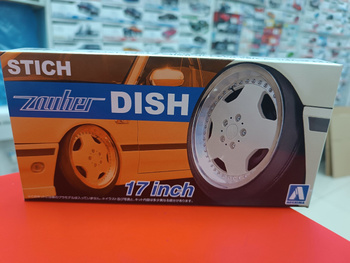 STICH
zauber DISH
17 inch